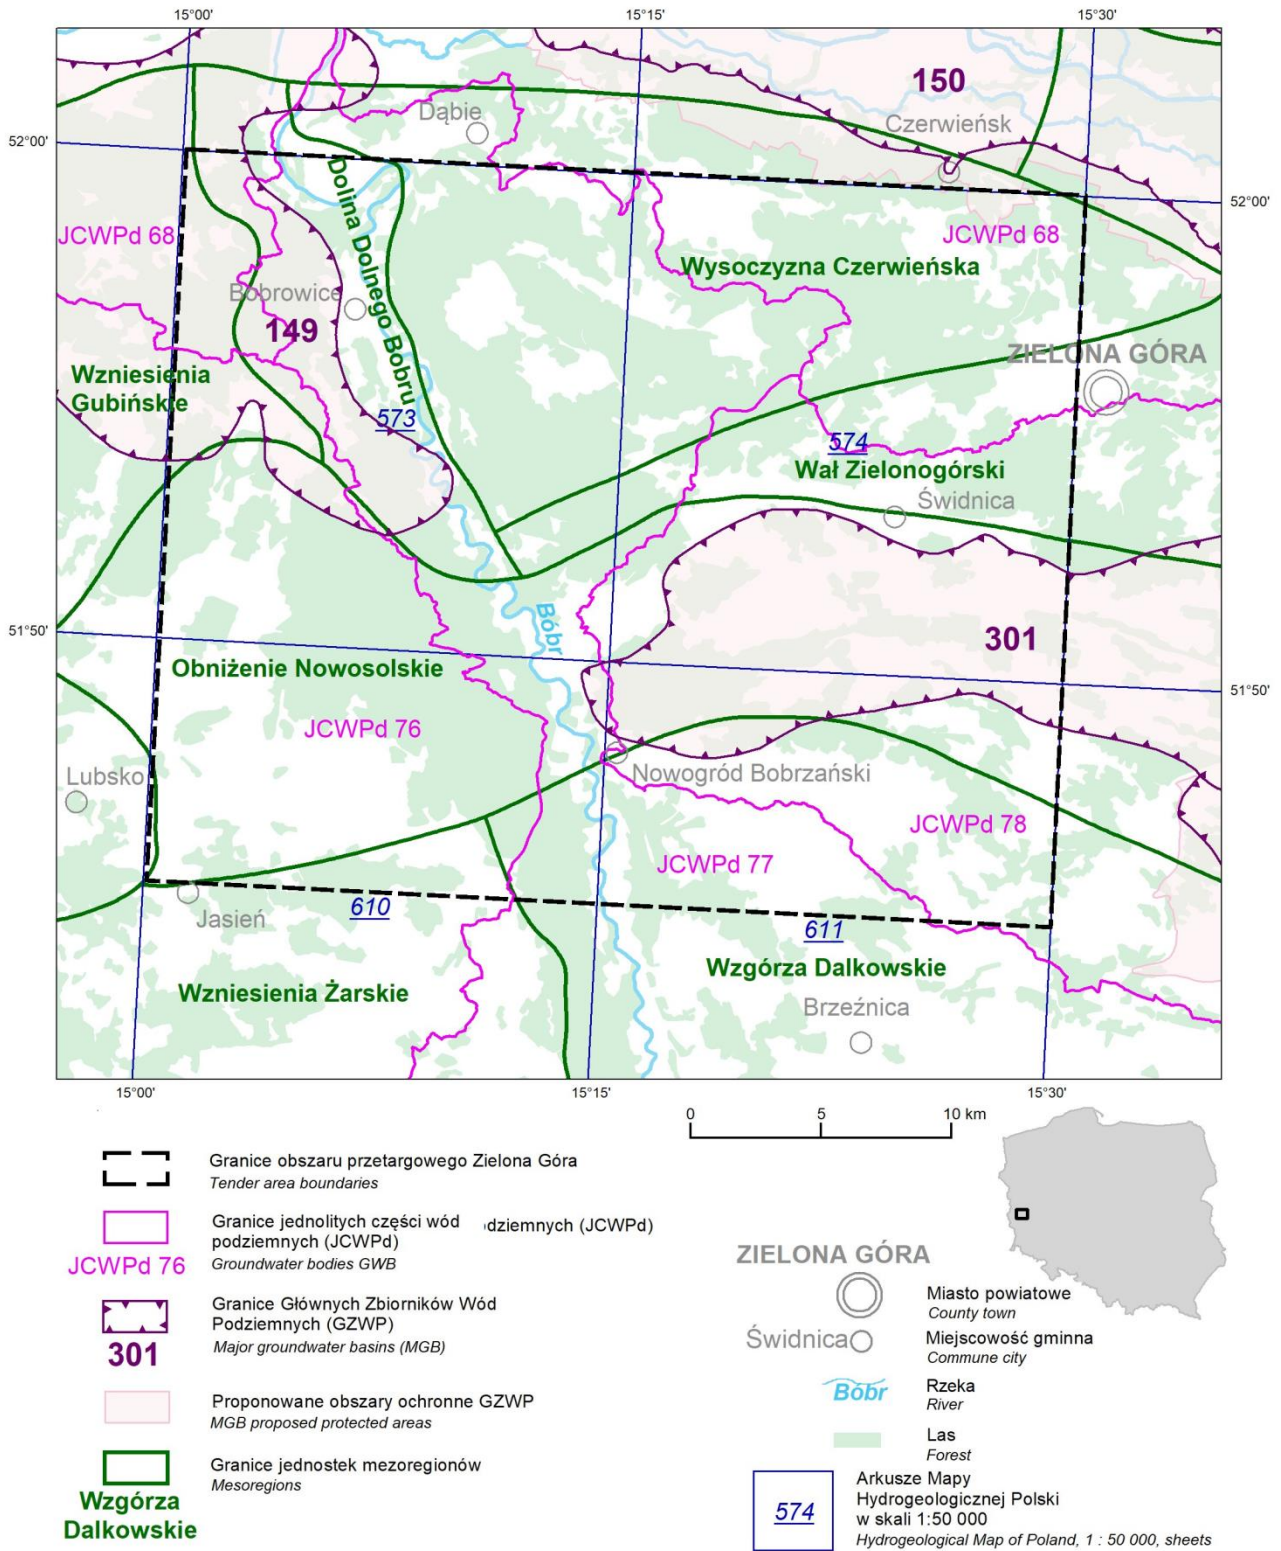 15°00'
15°15'
15°30'
150
Dąbie
Czerwieńsk
52°00'
52°00'
Dolina Dolnego Bobru
JCWPd 68
JCWPd 68
Wysoczyzna Czerwieńska
Bobrowice
149
ZIELONA GÓRA
Wzniesienia
Gubińskie
573
574
Wał Zielonogórski
Świdnica
Bóbr
51°50'
301
Obniżenie Nowosolskie
51°50'
JCWPd 76
Lubsko
Nowogród Bobrzański
JCWPd 78
JCWPd 77
Jasień
610
611
Wzgórza Dalkowskie
Wzniesienia Żarskie
Brzeźnica
15°00'
15°15'
15°30'
0 5 10 km
Granice obszaru przetargowego Zielona Góra
Tender area boundaries
Granice jednolitych części wód
podziemnych (JCWPd)
dziemnych (JCWPd)
JCWPd 76
Groundwater bodies GWB
Granice Głównych Zbiorników Wód
Podziemnych (GZWP)
301
Major groundwater basins (MGB)
Proponowane obszary ochronne GZWP
MGB proposed protected areas
Granice jednostek mezoregionów
Mesoregions
Wzgórza
Dalkowskie
ZIELONA GÓRA
Miasto powiatowe
County town
Świdnica
Miejscowość gminna
Commune city
Bóbr
Rzeka
River
Las
Forest
574
Arkusze Mapy
Hydrogeologicznej Polski
w skali 1:50 000
Hydrogeological Map of Poland, 1 : 50 000, sheets